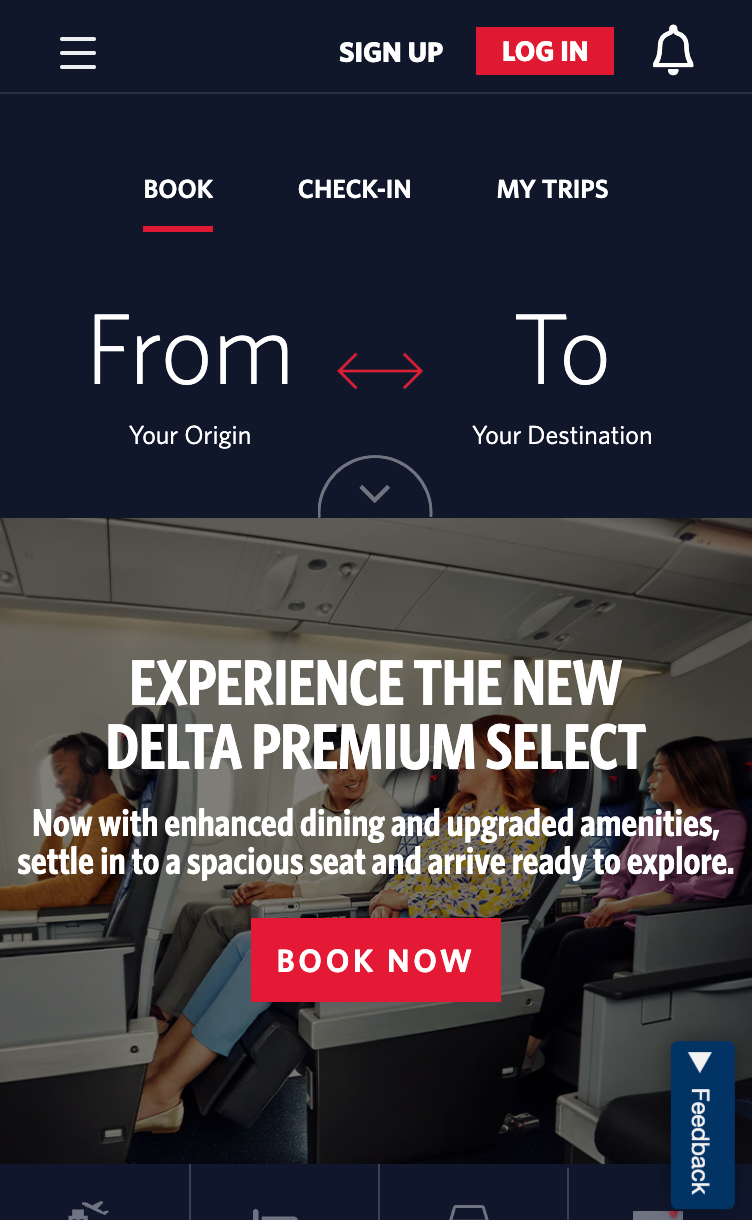 SIGN UP
LOG IN
BOOK
CHECK-IN
MY TRIPS
From
To
Your Origin
Your Destination
EXPERIENCE THE NEW
DELTA PREMIUM SELECT
Now with enhanced dining and upgraded amenities,
settle in to a spacious seat and arrive ready to explore.
BOOK NOW
Feedback